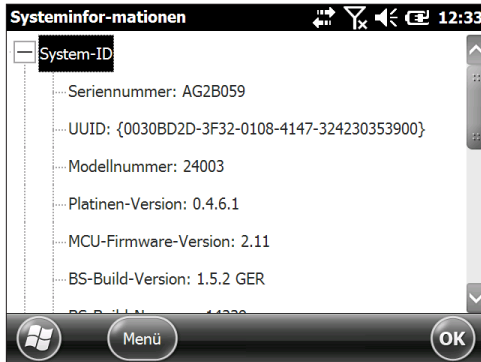 Systeminfor-mationen 12:33
System-ID
Seriennummer: AG2B059
UUID: {0030BD2D-3F32-0108-4147-324230353900}
Modellnummer: 24003
Platinen-Version: 0.4.6.1
MCU-Firmware-Version: 2.11
BS-Build-Version: 1.5.2 GER
Menü
OK